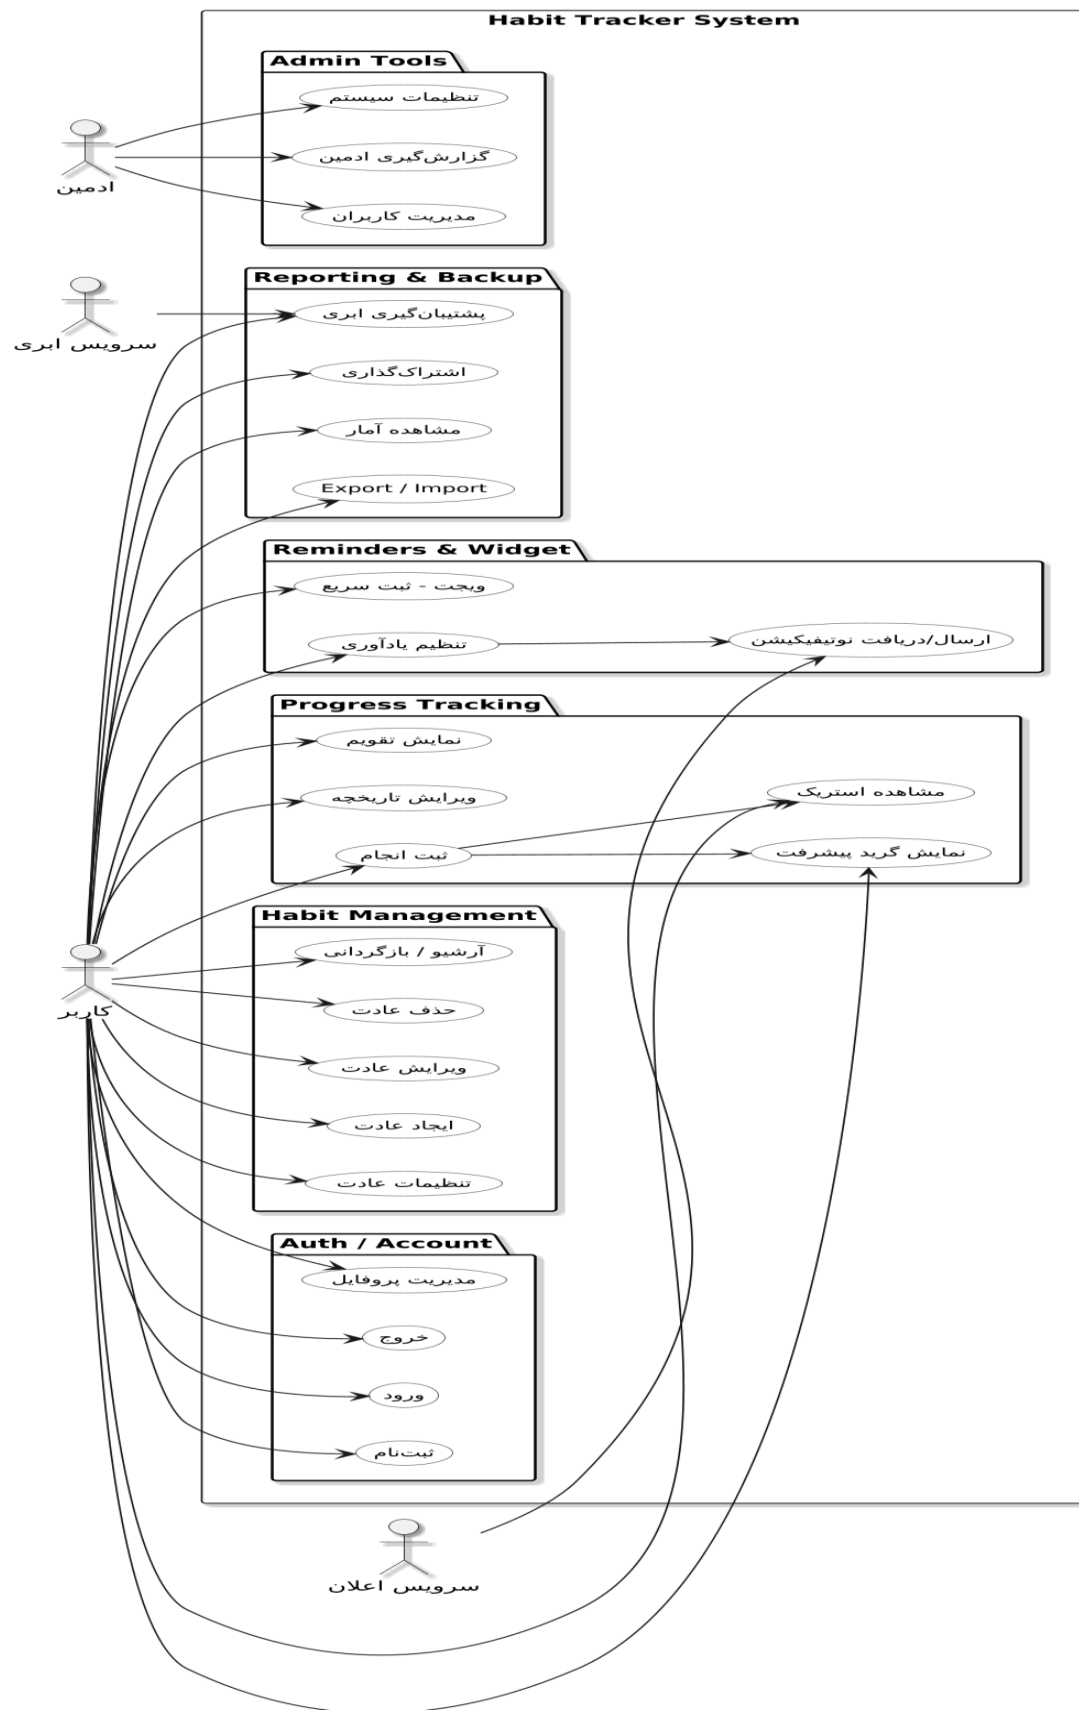 Habit Tracker System
Admin Tools
تنظیمات سیستم
گزارش‌گیری ادمین
مدیریت کاربران
ادمین
Reporting & Backup
پشتیبان‌گیری ابری
سرویس ابری
اشتراک‌گذاری
مشاهده آمار
Export / Import
Reminders & Widget
ویجت - ثبت سریع
تنظیم یادآوری
ارسال/دریافت نوتیفیکیشن
Progress Tracking
نمایش تقویم
ویرایش تاریخچه
مشاهده استریک
ثبت انجام
نمایش گرید پیشرفت
Habit Management
آرشیو / بازگردانی
حذف عادت
کاربر
ویرایش عادت
ایجاد عادت
تنظیمات عادت
Auth / Account
مدیریت پروفایل
خروج
ورود
ثبت‌نام
سرویس اعلان